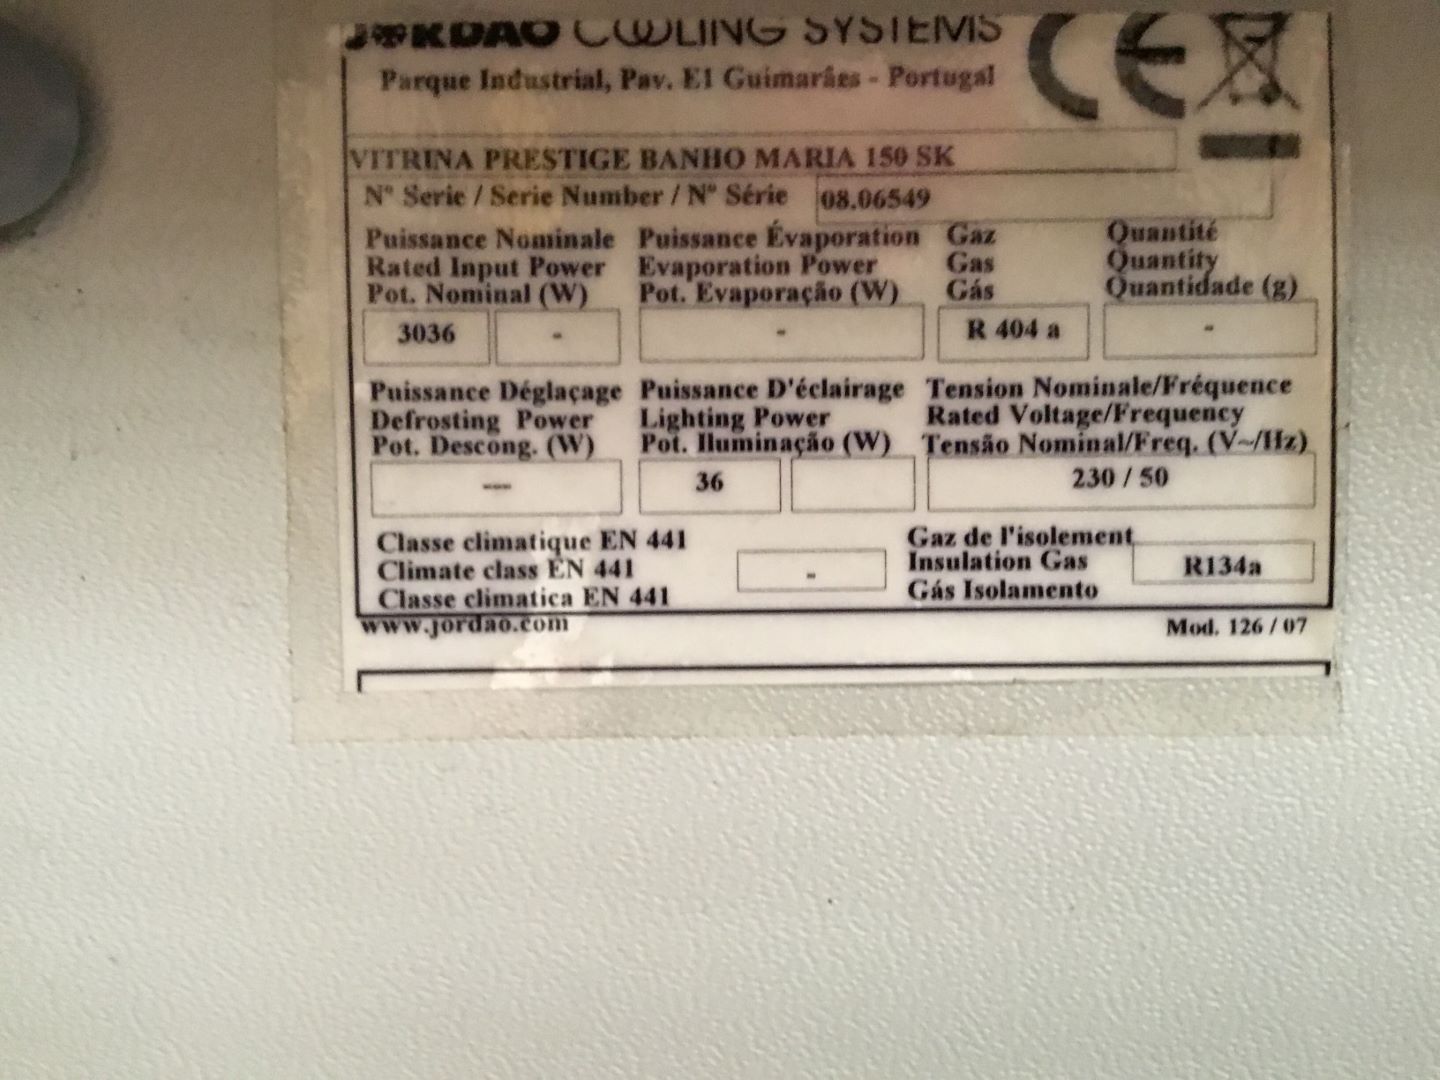 JORDAO COOLING SYSTEMS
Parque Industrial, Pav. E1 Guimarães - Portugal
CE
VITRINA PRESTIGE BANHO MARIA 150 SK
Nº Serie / Serie Number / Nº Série 08.06549
Puissance Nominale Puissance Évaporation Gaz Quantité
Rated Input Power Evaporation Power Gas Quantity
Pot. Nominal (W) Pot. Evaporação (W) Gás Quantidade (g)
3036 - - R 404 a -
Puissance Déglaçage Puissance D'éclairage Tension Nominale/Fréquence
Defrosting Power Lighting Power Rated Voltage/Frequency
Pot. Descong. (W) Pot. Iluminação (W) Tensão Nominal/Freq. (V~/Hz)
--- 36 230 / 50
Classe climatique EN 441 Gaz de l'isolement
Climate class EN 441 - Insulation Gas R134a
Classe climatica EN 441 Gás Isolamento
www.jordao.com Mod. 126 / 07